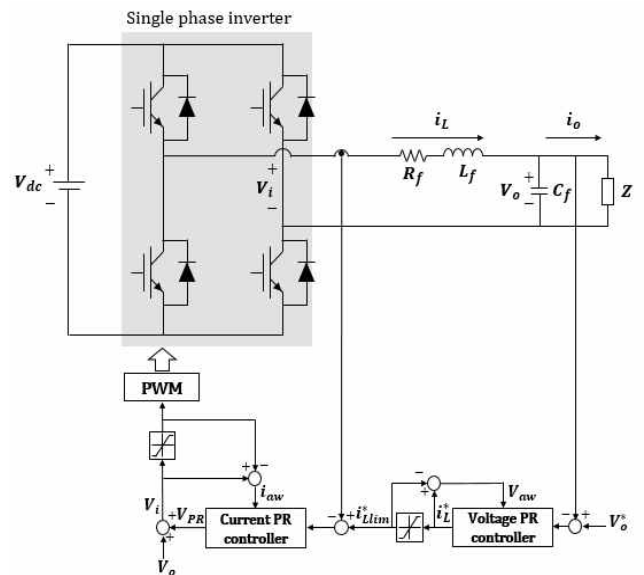 Single phase inverter
V_dc
+
−
V_i
+
−
i_L
i_o
R_f
L_f
V_o
+
−
C_f
Z
PWM
+
−
i_aw
V_i
+
V_PR
+
V_o
Current PR
controller
−
+
i*_Llim
−
+
V_aw
i*_L
Voltage PR
controller
−
+
V*_o